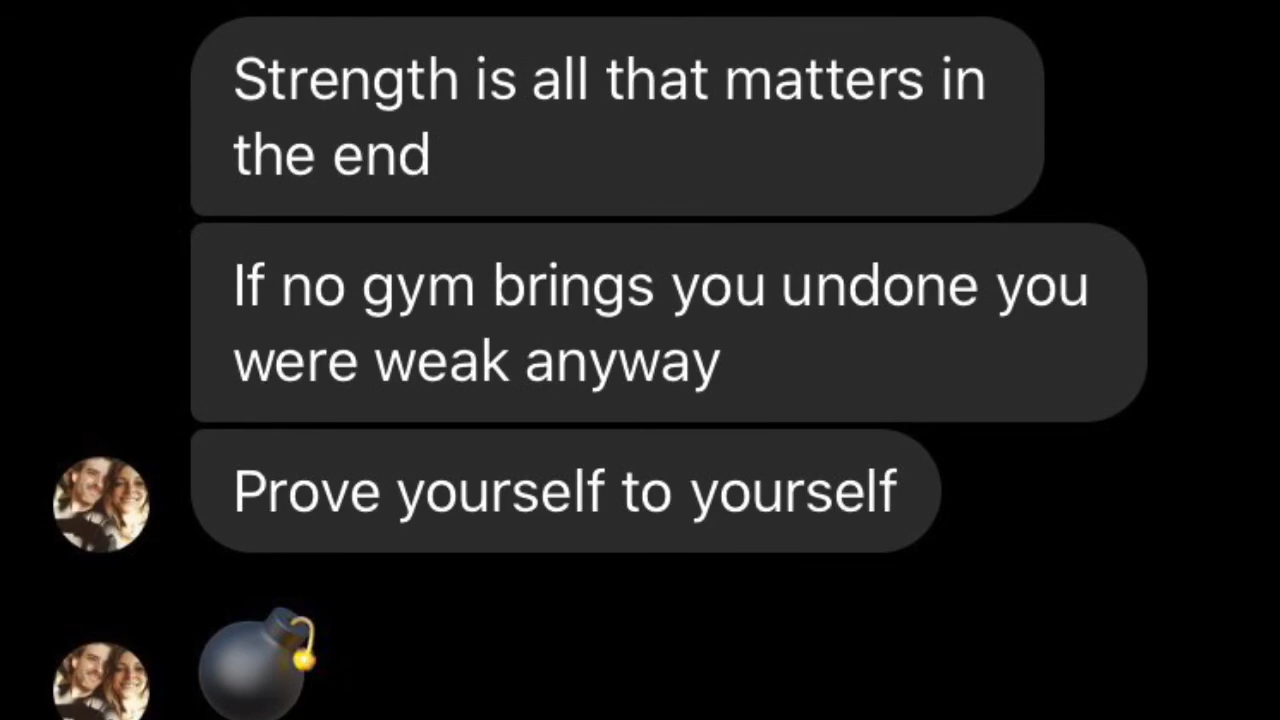 Strength is all that matters in
the end
If no gym brings you undone you
were weak anyway
Prove yourself to yourself